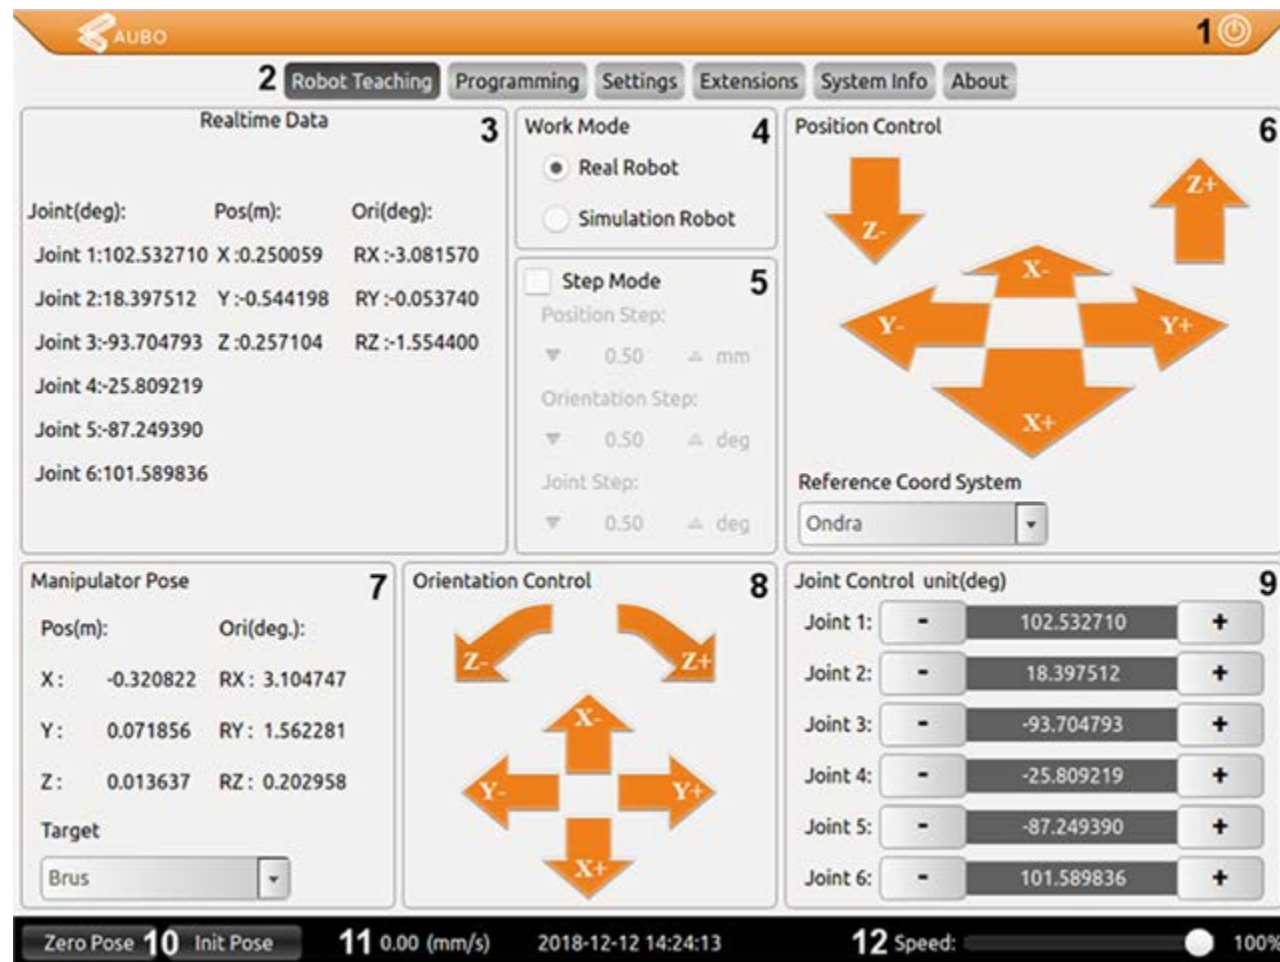 AUBO
1
2 Robot Teaching Programming Settings Extensions System Info About
Realtime Data 3
Joint(deg): Pos(m): Ori(deg):
Joint 1:102.532710 X :0.250059 RX :-3.081570
Joint 2:18.397512 Y :-0.544198 RY :-0.053740
Joint 3:-93.704793 Z :0.257104 RZ :-1.554400
Joint 4:-25.809219
Joint 5:-87.249390
Joint 6:101.589836
Work Mode 4
Real Robot
Simulation Robot
Step Mode 5
Position Step:
0.50 mm
Orientation Step:
0.50 deg
Joint Step:
0.50 deg
Position Control 6
Z- Z+
X-
Y- Y+
X+
Reference Coord System
Ondra
Manipulator Pose 7
Pos(m): Ori(deg.):
X : -0.320822 RX : 3.104747
Y : 0.071856 RY : 1.562281
Z : 0.013637 RZ : 0.202958
Target
Brus
Orientation Control 8
Z- Z+
X-
Y- Y+
X+
Joint Control unit(deg) 9
Joint 1: - 102.532710 +
Joint 2: - 18.397512 +
Joint 3: - -93.704793 +
Joint 4: - -25.809219 +
Joint 5: - -87.249390 +
Joint 6: - 101.589836 +
Zero Pose 10 Init Pose 11 0.00 (mm/s) 2018-12-12 14:24:13 12 Speed: 100%